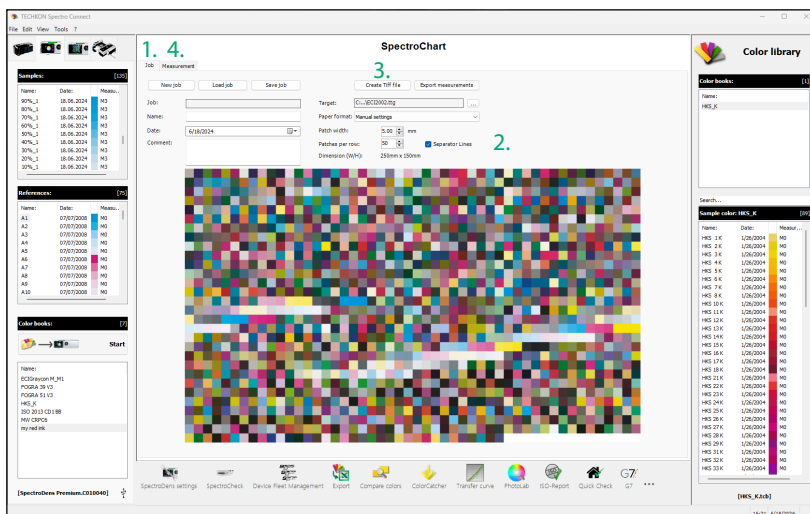 TECHKON Spectro Connect
File Edit View Tools ?
SpectroChart
1. 4.
Job Measurement
3.
New job Load job Save job Create Tiff file Export measurements
Job: Target: C:\...\ECI2002.ttg ...
Name: Paper format: Manual settings
Date: 6/18/2024 Patch width: 5.00 mm
Comment: Patches per row: 50 Separator Lines 2.
Dimension (W/H): 250mm x 150mm
Samples: [135]
Name: Date: Measu...
90%_1 18.06.2024 M3
80%_1 18.06.2024 M3
70%_1 18.06.2024 M3
60%_1 18.06.2024 M3
50%_1 18.06.2024 M3
40%_1 18.06.2024 M3
30%_1 18.06.2024 M3
20%_1 18.06.2024 M3
10%_1 18.06.2024 M3
References: [75]
Name: Date: Measu...
A1 07/07/2008 M0
A2 07/07/2008 M0
A3 07/07/2008 M0
A4 07/07/2008 M0
A5 07/07/2008 M0
A6 07/07/2008 M0
A7 07/07/2008 M0
A8 07/07/2008 M0
A9 07/07/2008 M0
A10 07/07/2008 M0
Color books: [7]
Start
Name:
ECIGraycon M_M1
FOGRA 39 V3
FOGRA 51 V3
HKS_K
ISO 2013 CD1 BB
MW CRPC6
my red ink
[SpectroDens Premium.C010040]
SpectroDens settings SpectroCheck Device Fleet Management Export Compare colors ColorCatcher Transfer curve PhotoLab ISO-Report Quick Check G7
Color library
Color books: [1]
Name:
HKS_K
Search...
Sample color: HKS_K [89]
Name: Date: Measur...
HKS 1 K 1/26/2004 M0
HKS 2 K 1/26/2004 M0
HKS 3 K 1/26/2004 M0
HKS 4 K 1/26/2004 M0
HKS 5 K 1/26/2004 M0
HKS 6 K 1/26/2004 M0
HKS 7 K 1/26/2004 M0
HKS 8 K 1/26/2004 M0
HKS 10 K 1/26/2004 M0
HKS 11 K 1/26/2004 M0
HKS 12 K 1/26/2004 M0
HKS 13 K 1/26/2004 M0
HKS 14 K 1/26/2004 M0
HKS 15 K 1/26/2004 M0
HKS 16 K 1/26/2004 M0
HKS 17 K 1/26/2004 M0
HKS 18 K 1/26/2004 M0
HKS 21 K 1/26/2004 M0
HKS 22 K 1/26/2004 M0
HKS 23 K 1/26/2004 M0
HKS 24 K 1/26/2004 M0
HKS 25 K 1/26/2004 M0
HKS 26 K 1/26/2004 M0
HKS 27 K 1/26/2004 M0
HKS 28 K 1/26/2004 M0
HKS 29 K 1/26/2004 M0
HKS 31 K 1/26/2004 M0
HKS 32 K 1/26/2004 M0
HKS 33 K 1/26/2004 M0
[HKS_K.tcb]